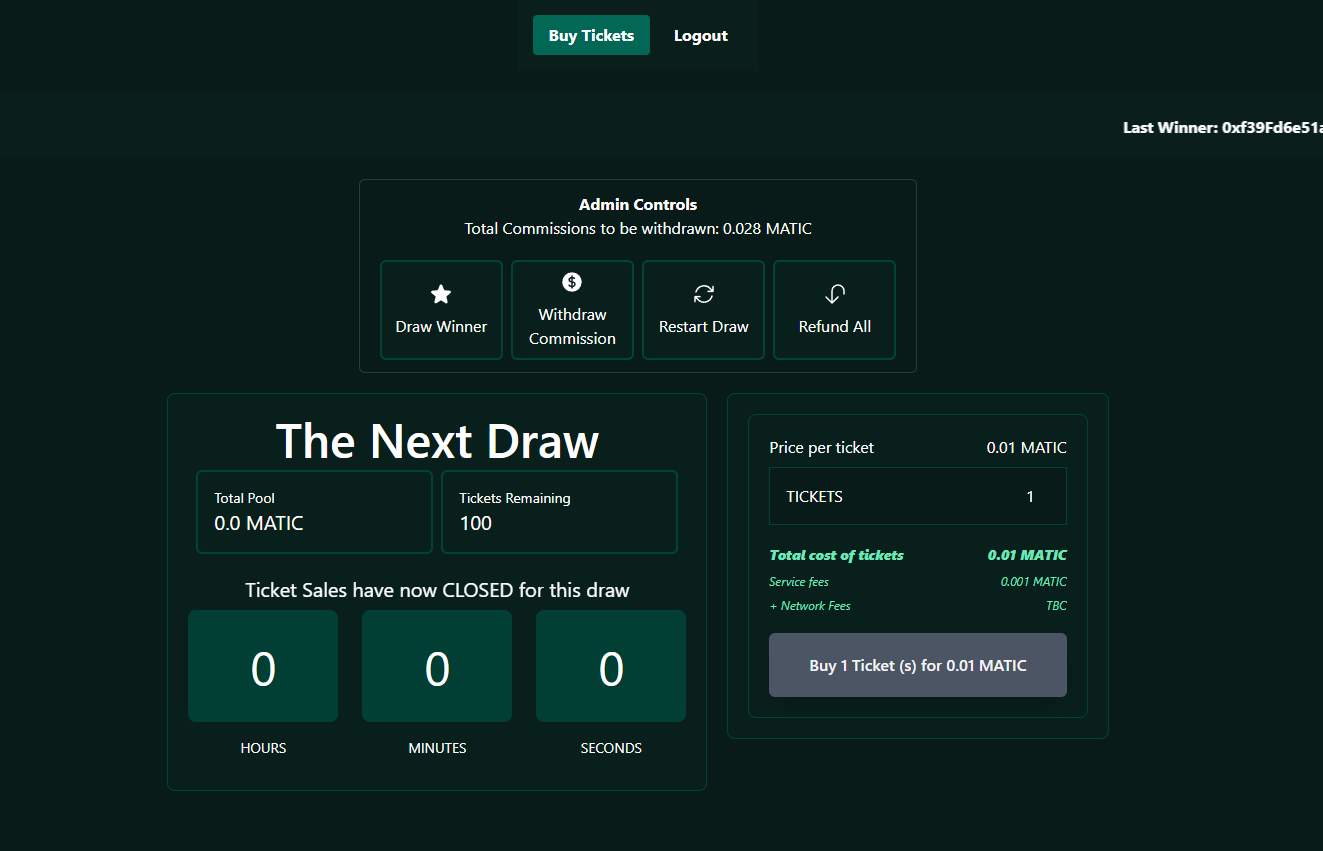 Buy Tickets Logout
Last Winner: 0xf39Fd6e51a
Admin Controls
Total Commissions to be withdrawn: 0.028 MATIC
Draw Winner
Withdraw
Commission
Restart Draw
Refund All
The Next Draw
Total Pool
0.0 MATIC
Tickets Remaining
100
Ticket Sales have now CLOSED for this draw
0
HOURS
0
MINUTES
0
SECONDS
Price per ticket 0.01 MATIC
TICKETS 1
Total cost of tickets 0.01 MATIC
Service fees 0.001 MATIC
+ Network Fees TBC
Buy 1 Ticket (s) for 0.01 MATIC